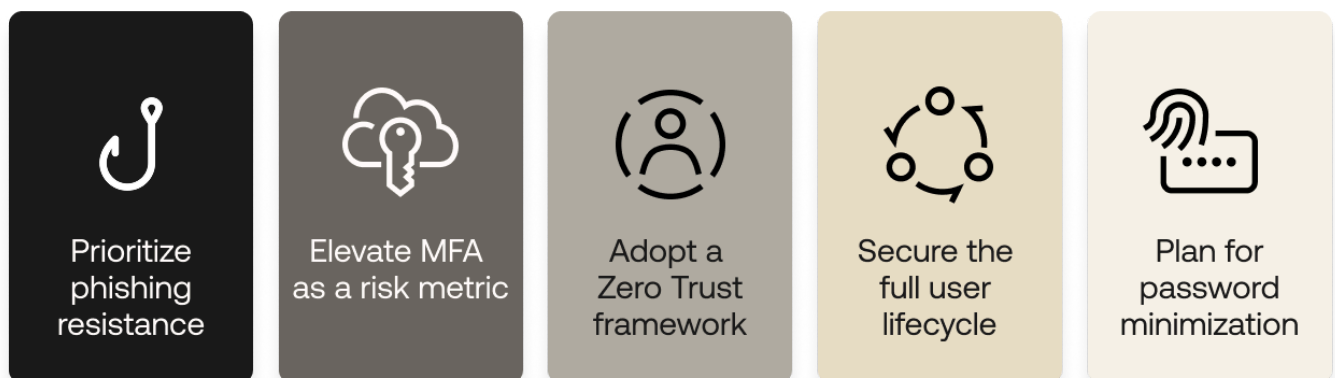 Prioritize
phishing
resistance
Elevate MFA
as a risk metric
Adopt a
Zero Trust
framework
Secure the
full user
lifecycle
Plan for
password
minimization